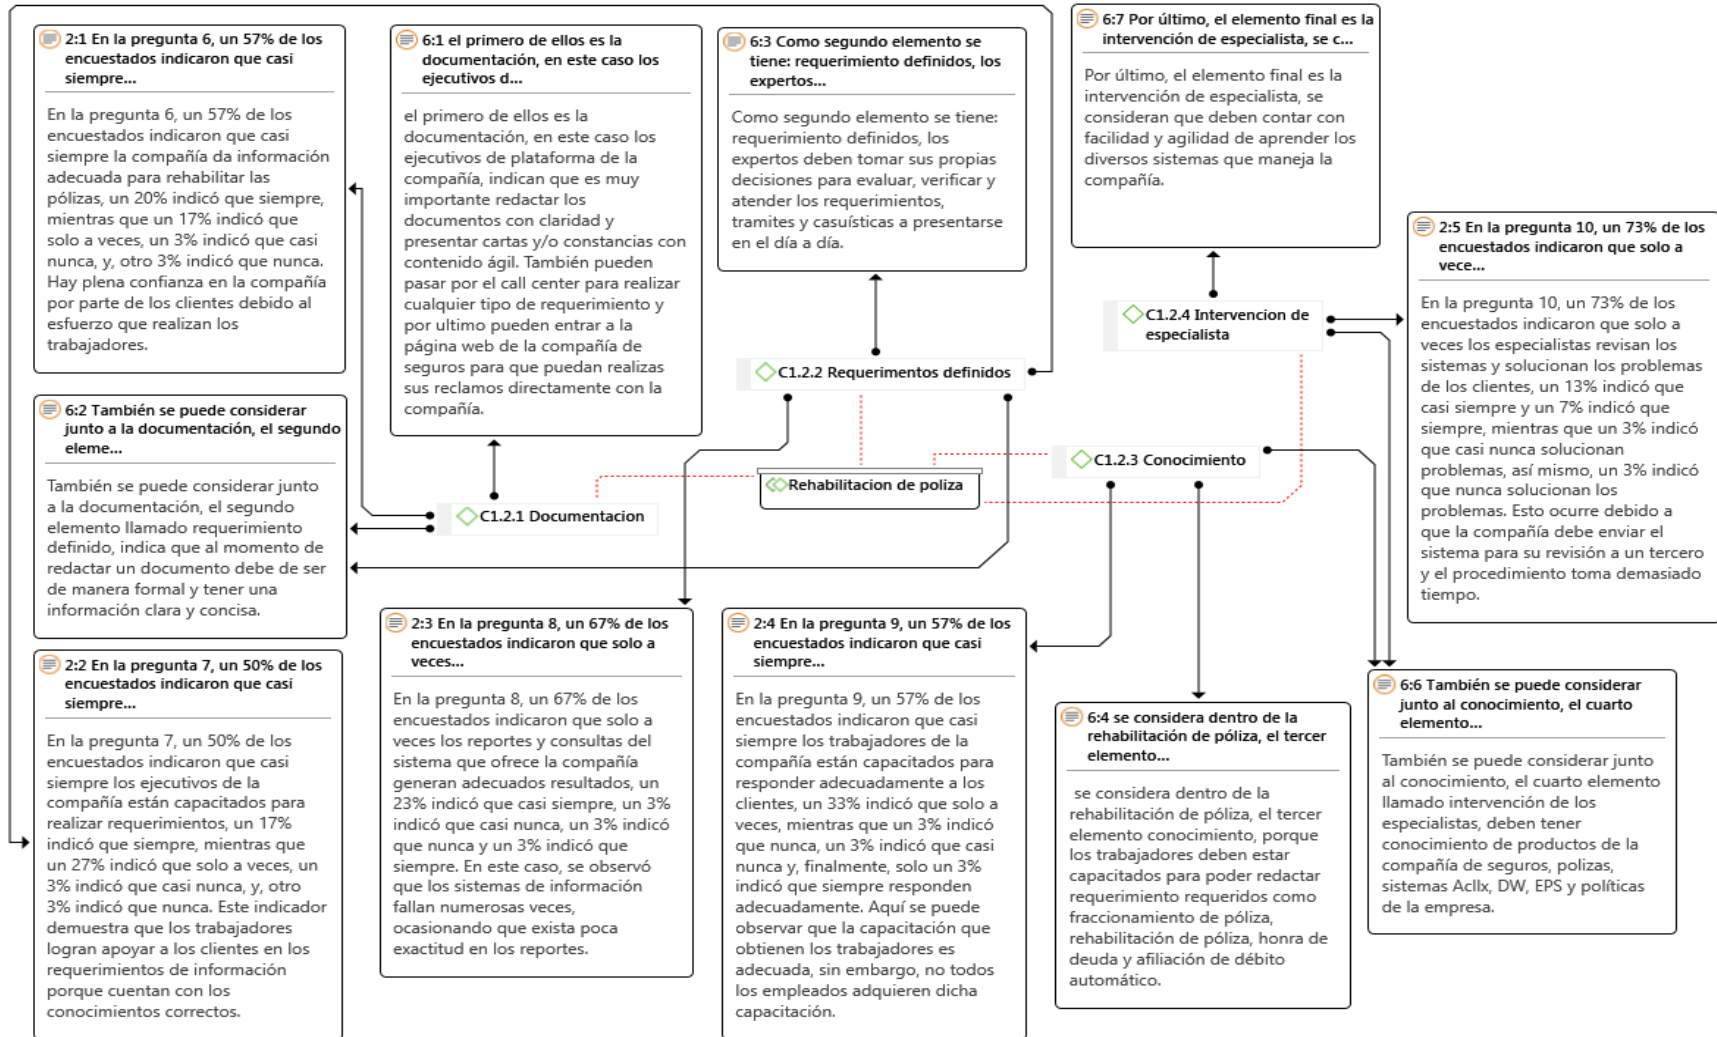 2:1 En la pregunta 6, un 57% de los
encuestados indicaron que casi
siempre...
En la pregunta 6, un 57% de los
encuestados indicaron que casi
siempre la compañía da información
adecuada para rehabilitar las
pólizas, un 20% indicó que siempre,
mientras que un 17% indicó que
solo a veces, un 3% indicó que casi
nunca, y, otro 3% indicó que nunca.
Hay plena confianza en la compañía
por parte de los clientes debido al
esfuerzo que realizan los
trabajadores.
6:1 el primero de ellos es la
documentación, en este caso los
ejecutivos d...
el primero de ellos es la
documentación, en este caso los
ejecutivos de plataforma de la
compañía, indican que es muy
importante redactar los
documentos con claridad y
presentar cartas y/o constancias con
contenido ágil. También pueden
pasar por el call center para realizar
cualquier tipo de requerimiento y
por ultimo pueden entrar a la
página web de la compañía de
seguros para que puedan realizas
sus reclamos directamente con la
compañía.
6:3 Como segundo elemento se
tiene: requerimiento definidos, los
expertos...
Como segundo elemento se tiene:
requerimiento definidos, los
expertos deben tomar sus propias
decisiones para evaluar, verificar y
atender los requerimientos,
tramites y casuísticas a presentarse
en el día a día.
6:7 Por último, el elemento final es la
intervención de especialista, se c...
Por último, el elemento final es la
intervención de especialista, se
consideran que deben contar con
facilidad y agilidad de aprender los
diversos sistemas que maneja la
compañía.
2:5 En la pregunta 10, un 73% de los
encuestados indicaron que solo a
vece...
En la pregunta 10, un 73% de los
encuestados indicaron que solo a
veces los especialistas revisan los
sistemas y solucionan los problemas
de los clientes, un 13% indicó que
casi siempre y un 7% indicó que
siempre, mientras que un 3% indicó
que casi nunca solucionan
problemas, así mismo, un 3% indicó
que nunca solucionan los
problemas. Esto ocurre debido a
que la compañía debe enviar el
sistema para su revisión a un tercero
y el procedimiento toma demasiado
tiempo.
C1.2.4 Intervencion de
especialista
C1.2.2 Requerimentos definidos
6:2 También se puede considerar
junto a la documentación, el segundo
eleme...
También se puede considerar junto
a la documentación, el segundo
elemento llamado requerimiento
definido, indica que al momento de
redactar un documento debe de ser
de manera formal y tener una
información clara y concisa.
C1.2.3 Conocimiento
Rehabilitacion de poliza
C1.2.1 Documentacion
2:2 En la pregunta 7, un 50% de los
encuestados indicaron que casi
siempre...
En la pregunta 7, un 50% de los
encuestados indicaron que casi
siempre los ejecutivos de la
compañía están capacitados para
realizar requerimientos, un 17%
indicó que siempre, mientras que
un 27% indicó que solo a veces, un
3% indicó que casi nunca, y, otro
3% indicó que nunca. Este indicador
demuestra que los trabajadores
logran apoyar a los clientes en los
requerimientos de información
porque cuentan con los
conocimientos correctos.
2:3 En la pregunta 8, un 67% de los
encuestados indicaron que solo a
veces...
En la pregunta 8, un 67% de los
encuestados indicaron que solo a
veces los reportes y consultas del
sistema que ofrece la compañía
generan adecuados resultados, un
23% indicó que casi siempre, un 3%
indicó que casi nunca, un 3% indicó
que nunca y un 3% indicó que
siempre. En este caso, se observó
que los sistemas de información
fallan numerosas veces,
ocasionando que exista poca
exactitud en los reportes.
2:4 En la pregunta 9, un 57% de los
encuestados indicaron que casi
siempre...
En la pregunta 9, un 57% de los
encuestados indicaron que casi
siempre los trabajadores de la
compañía están capacitados para
responder adecuadamente a los
clientes, un 33% indicó que solo a
veces, mientras que un 3% indicó
que nunca, un 3% indicó que casi
nunca y, finalmente, solo un 3%
indicó que siempre responden
adecuadamente. Aquí se puede
observar que la capacitación que
obtienen los trabajadores es
adecuada, sin embargo, no todos
los empleados adquieren dicha
capacitación.
6:4 se considera dentro de la
rehabilitación de póliza, el tercer
elemento...
se considera dentro de la
rehabilitación de póliza, el tercer
elemento conocimiento, porque
los trabajadores deben estar
capacitados para poder redactar
requerimiento requeridos como
fraccionamiento de póliza,
rehabilitación de póliza, honra de
deuda y afiliación de débito
automático.
6:6 También se puede considerar
junto al conocimiento, el cuarto
elemento...
También se puede considerar junto
al conocimiento, el cuarto elemento
llamado intervención de los
especialistas, deben tener
conocimiento de productos de la
compañía de seguros, polizas,
sistemas Acllx, DW, EPS y políticas
de la empresa.